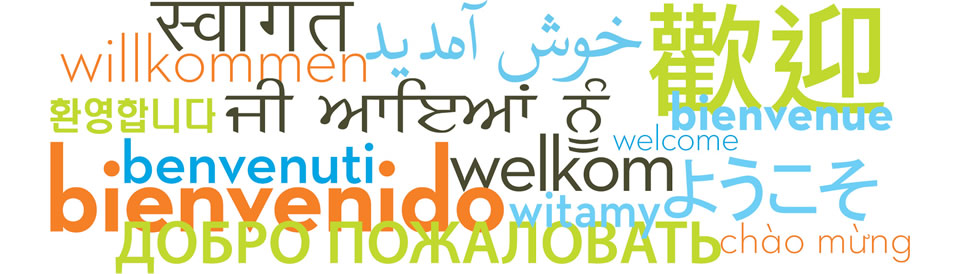 स्वागत
willkommen
خوش آمدید
歡迎
환영합니다
ਜੀ ਆਇਆਂ ਨੂੰ
bienvenue
welcome
benvenuti
welkom
ようこそ
bienvenido
witamy
ДОБРО ПОЖАЛОВАТЬ
chào mừng